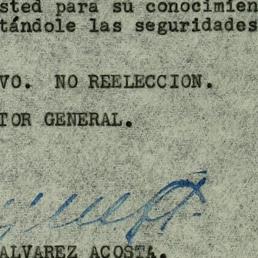 sted para su conocimien
tándole las seguridades
VO. NO REELECCION.
TOR GENERAL.
ALVAREZ ACOSTA.